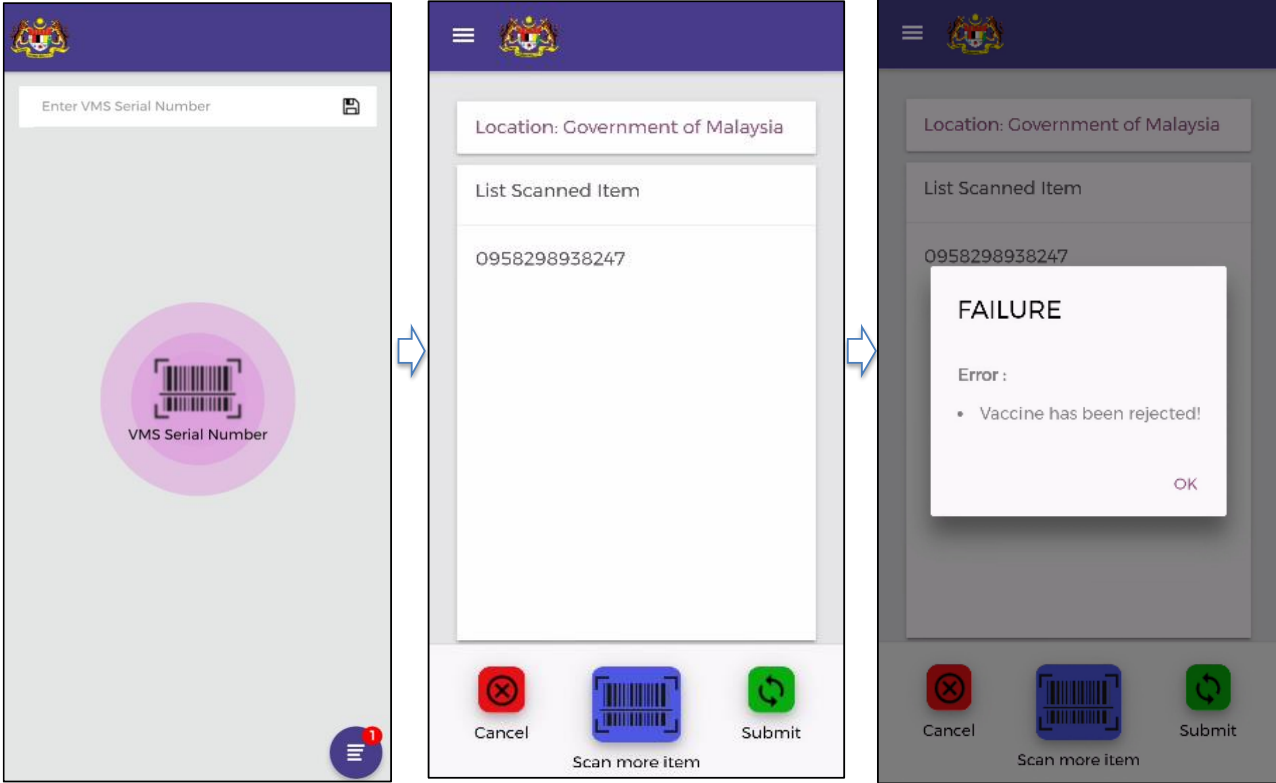 Enter VMS Serial Number
VMS Serial Number
1
Location: Government of Malaysia
List Scanned Item
0958298938247
Cancel
Scan more item
Submit
Location: Government of Malaysia
List Scanned Item
0958298938247
FAILURE
Error :
• Vaccine has been rejected!
OK
Cancel
Scan more item
Submit